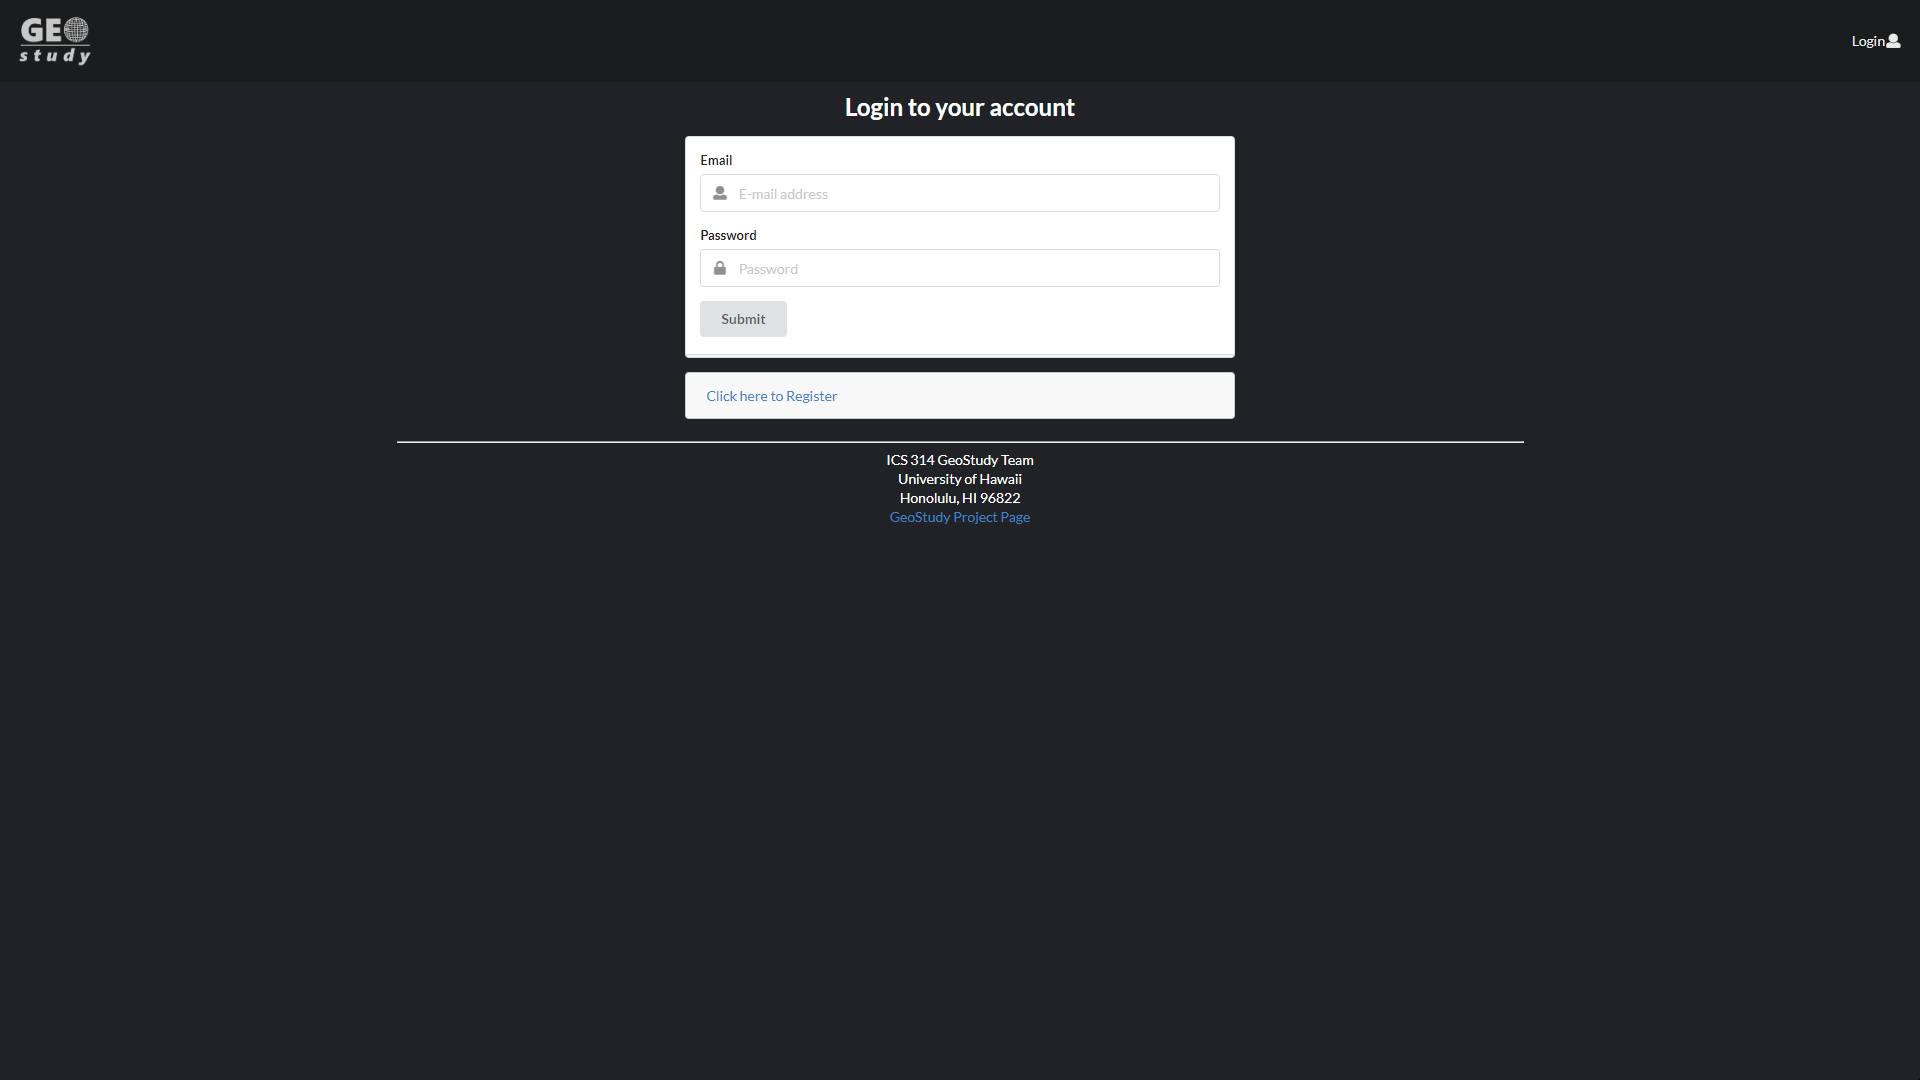 GEO
study
Login
Login to your account
Email
E-mail address
Password
Password
Submit
Click here to Register
ICS 314 GeoStudy Team
University of Hawaii
Honolulu, HI 96822
GeoStudy Project Page